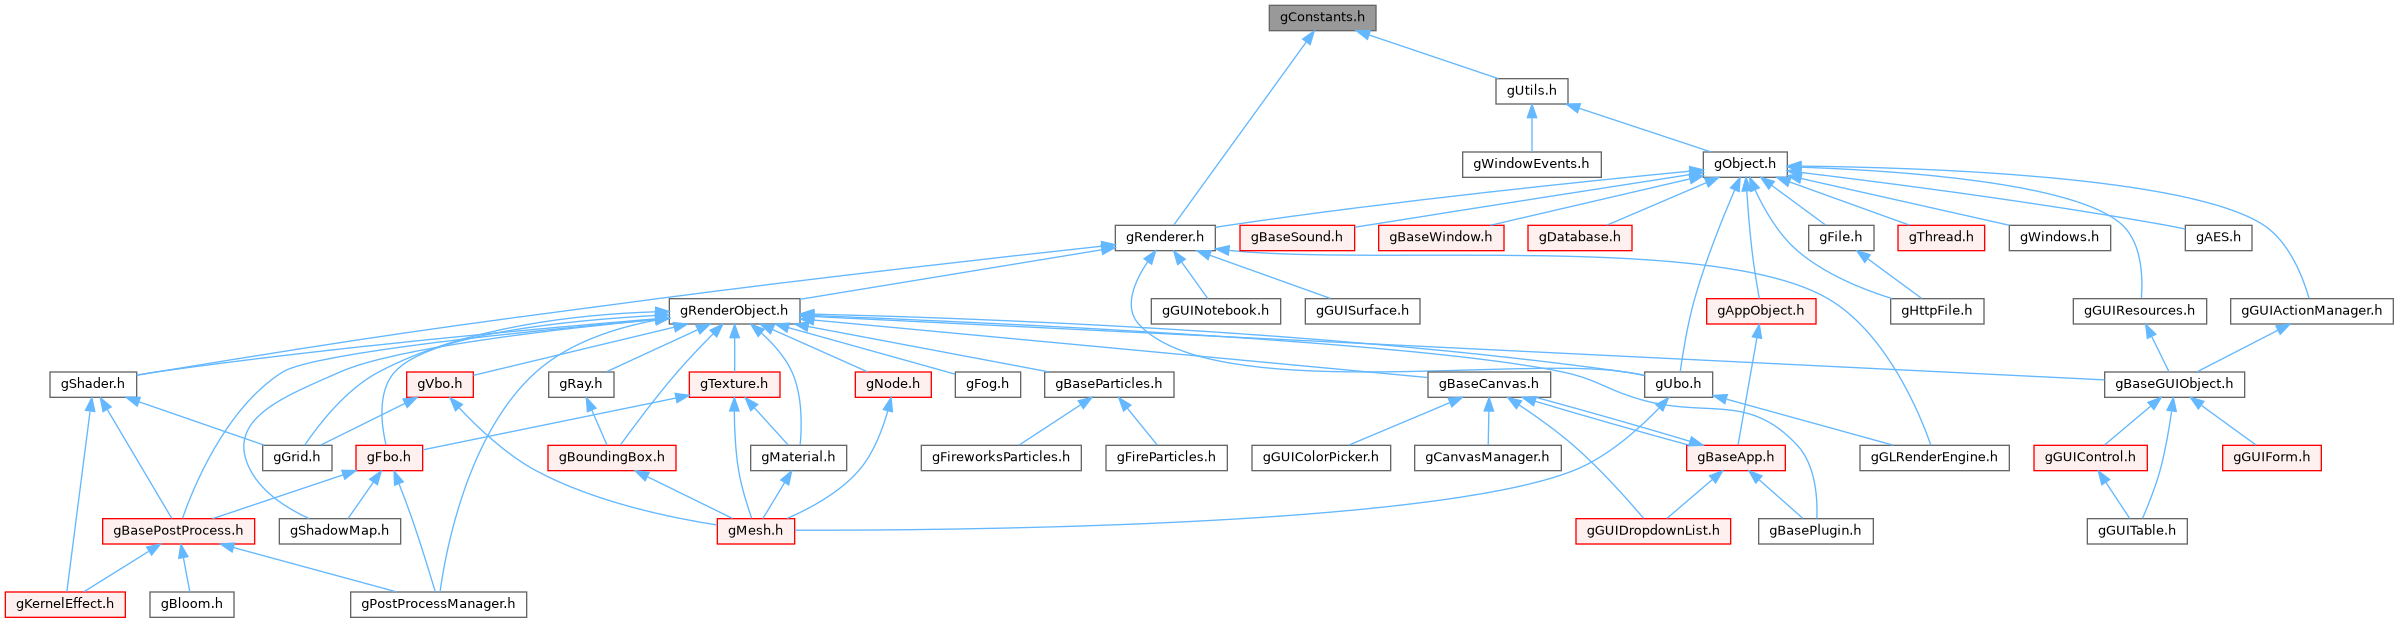 gConstants.h
gUtils.h
gWindowEvents.h
gObject.h
gRenderer.h
gBaseSound.h
gBaseWindow.h
gDatabase.h
gFile.h
gThread.h
gWindows.h
gAES.h
gRenderObject.h
gGUINotebook.h
gGUISurface.h
gAppObject.h
gHttpFile.h
gGUIResources.h
gGUIActionManager.h
gShader.h
gVbo.h
gRay.h
gTexture.h
gNode.h
gFog.h
gBaseParticles.h
gBaseCanvas.h
gUbo.h
gBaseGUIObject.h
gGrid.h
gFbo.h
gBoundingBox.h
gMaterial.h
gFireworksParticles.h
gFireParticles.h
gGUIColorPicker.h
gCanvasManager.h
gBaseApp.h
gGLRenderEngine.h
gGUIControl.h
gGUIForm.h
gBasePostProcess.h
gShadowMap.h
gMesh.h
gGUIDropdownList.h
gBasePlugin.h
gGUITable.h
gKernelEffect.h
gBloom.h
gPostProcessManager.h